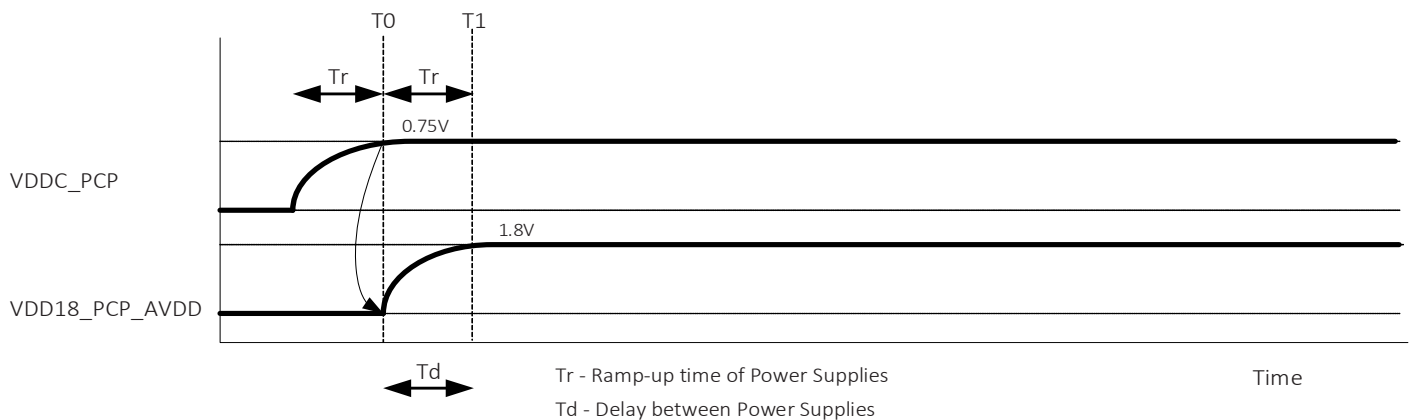 T0 T1
Tr Tr
0.75V
VDDC_PCP
1.8V
VDD18_PCP_AVDD
Td
Tr - Ramp-up time of Power Supplies
Time
Td - Delay between Power Supplies